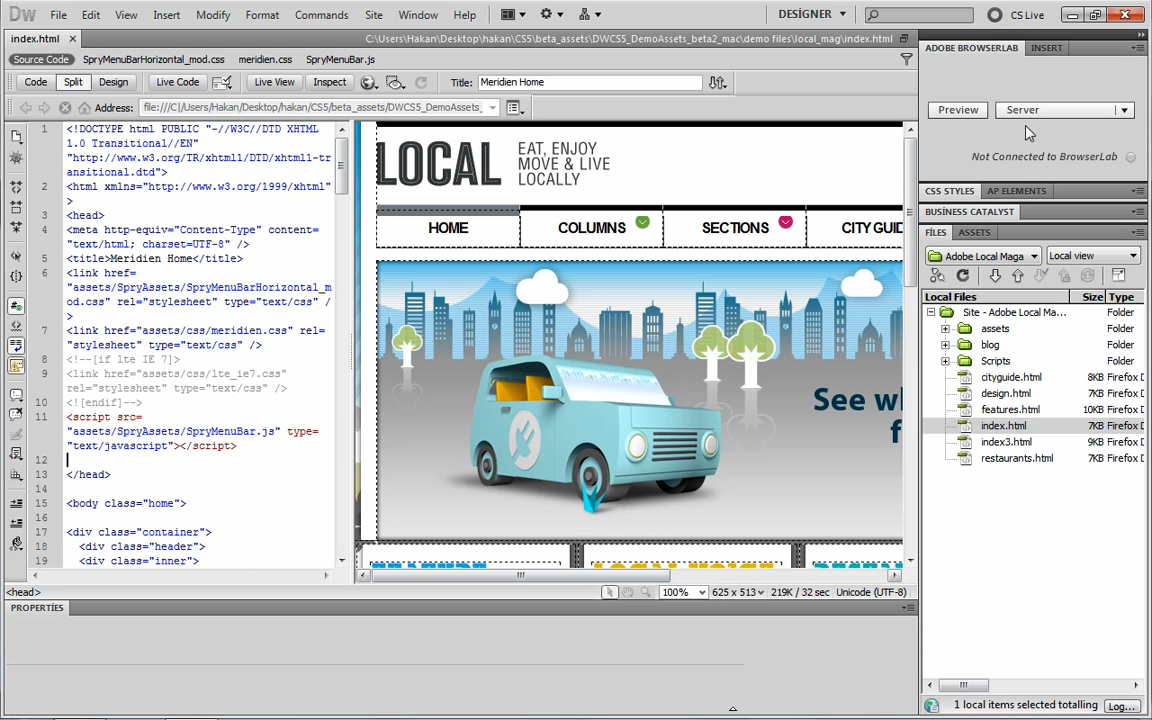 Dw File Edit View Insert Modify Format Commands Site Window Help DESİGNER CS Live
index.html C:\Users\Hakan\Desktop\hakan\CS5\beta_assets\DWCS5_DemoAssets_beta2_mac\demo files\local_mag\index.html
Source Code SpryMenuBarHorizontal_mod.css meridien.css SpryMenuBar.js
Code Split Design Live Code Live View Inspect Title: Meridien Home
Address: file:///C|/Users/Hakan/Desktop/hakan/CS5/beta_assets/DWCS5_DemoAssets_
1 <!DOCTYPE html PUBLIC "-//W3C//DTD XHTML
1.0 Transitional//EN"
"http://www.w3.org/TR/xhtml1/DTD/xhtml1-tr
ansitional.dtd">
2 <html xmlns="http://www.w3.org/1999/xhtml"
>
3 <head>
4 <meta http-equiv="Content-Type" content=
"text/html; charset=UTF-8" />
5 <title>Meridien Home</title>
6 <link href=
"assets/SpryAssets/SpryMenuBarHorizontal_m
od.css" rel="stylesheet" type="text/css" /
>
7 <link href="assets/css/meridien.css" rel=
"stylesheet" type="text/css" />
8 <!--[if lte IE 7]>
9 <link href="assets/css/lte_ie7.css"
rel="stylesheet" type="text/css" />
10 <![endif]-->
11 <script src=
"assets/SpryAssets/SpryMenuBar.js" type=
"text/javascript"></script>
12
13 </head>
14
15 <body class="home">
16
17 <div class="container">
18 <div class="header">
19 <div class="inner">
LOCAL
EAT, ENJOY
MOVE & LIVE
LOCALLY
HOME COLUMNS SECTIONS CITY GUID
See wh
f
<head> 100% 625 x 513 219K / 32 sec Unicode (UTF-8)
PROPERTİES
ADOBE BROWSERLAB INSERT
Preview Server
Not Connected to BrowserLab
CSS STYLES AP ELEMENTS
BUSİNESS CATALYST
FİLES ASSETS
Adobe Local Maga Local view
Local Files Size Type
Site - Adobe Local Ma... Folder
assets Folder
blog Folder
Scripts Folder
cityguide.html 8KB Firefox D
design.html 7KB Firefox D
features.html 10KB Firefox D
index.html 7KB Firefox D
index3.html 9KB Firefox D
restaurants.html 7KB Firefox D
1 local items selected totalling Log...